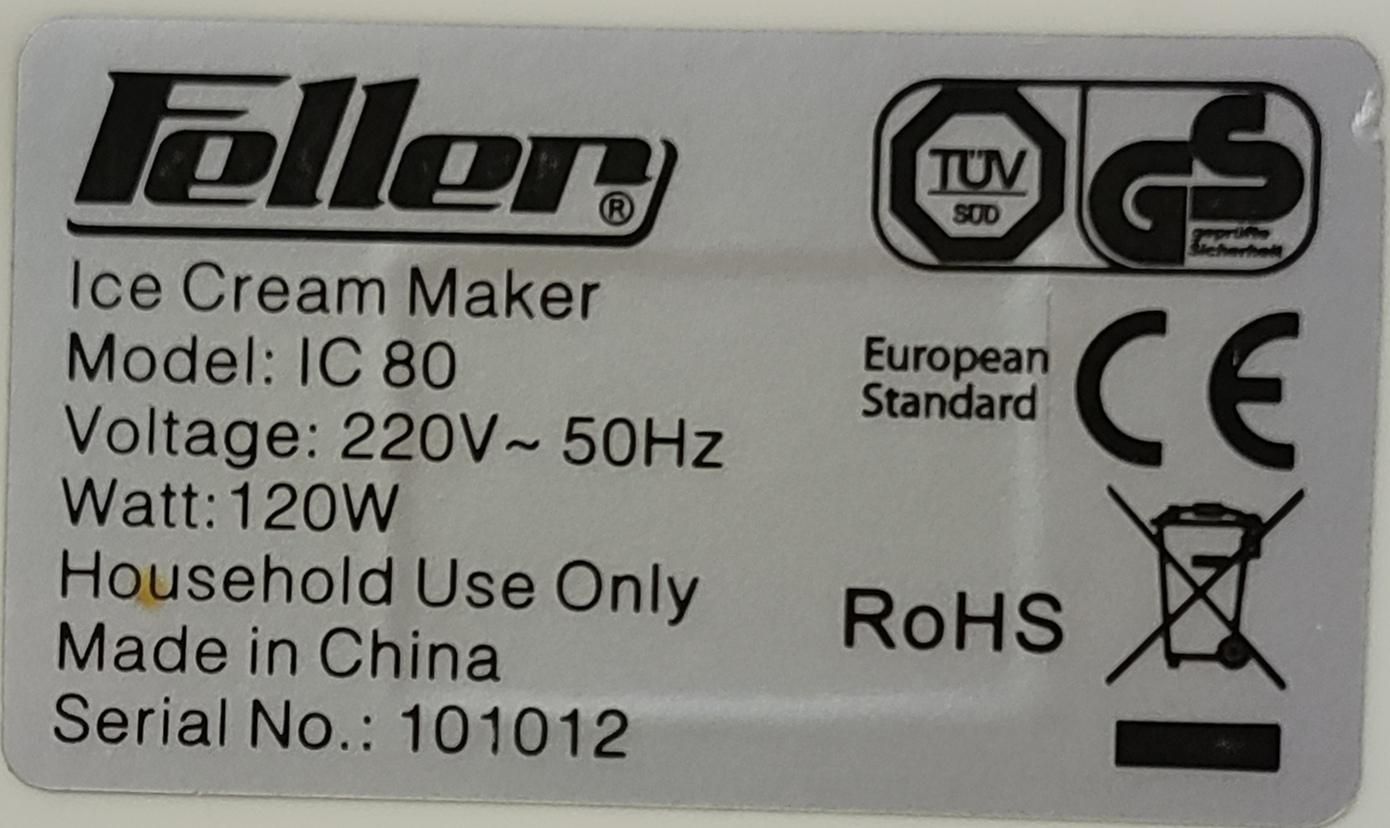 Feller®
Ice Cream Maker
Model: IC 80
Voltage: 220V~ 50Hz
Watt: 120W
Household Use Only
Made in China
Serial No.: 101012
TÜV
SÜD
GS
geprüfte
Sicherheit
European
Standard
CE
RoHS